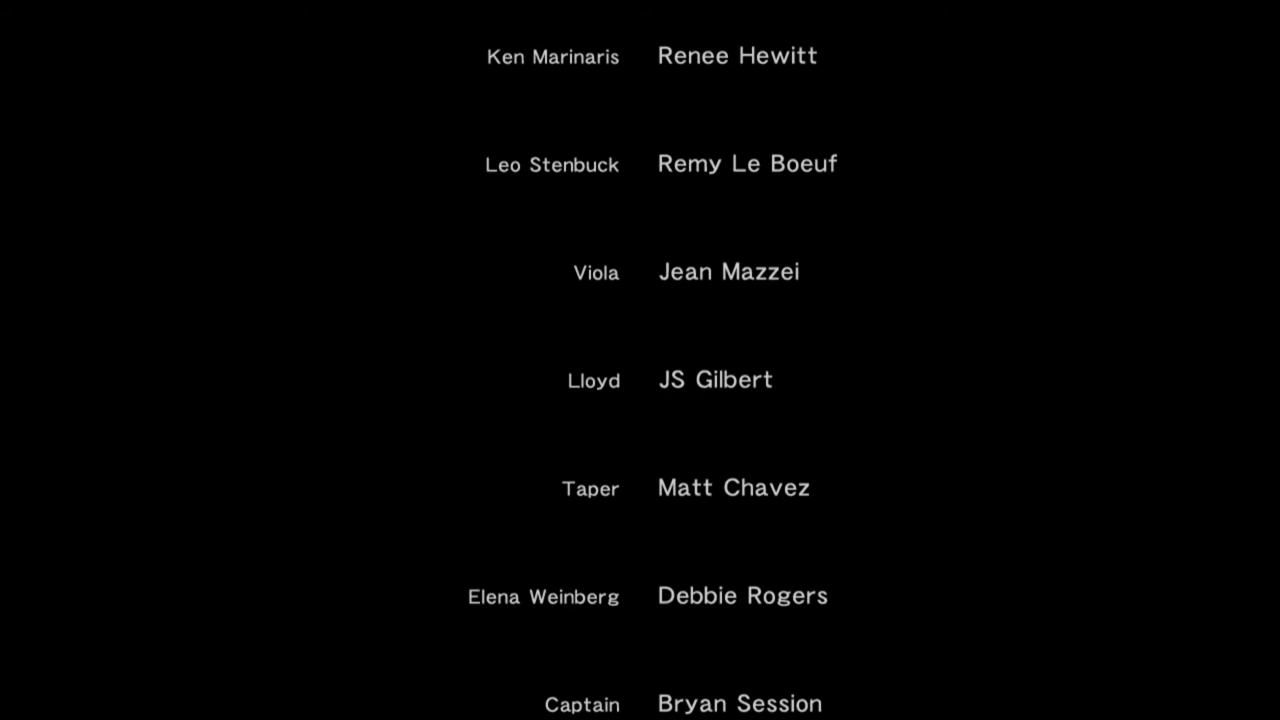 Ken Marinaris Renee Hewitt
Leo Stenbuck Remy Le Boeuf
Viola Jean Mazzei
Lloyd JS Gilbert
Taper Matt Chavez
Elena Weinberg Debbie Rogers
Captain Bryan Session